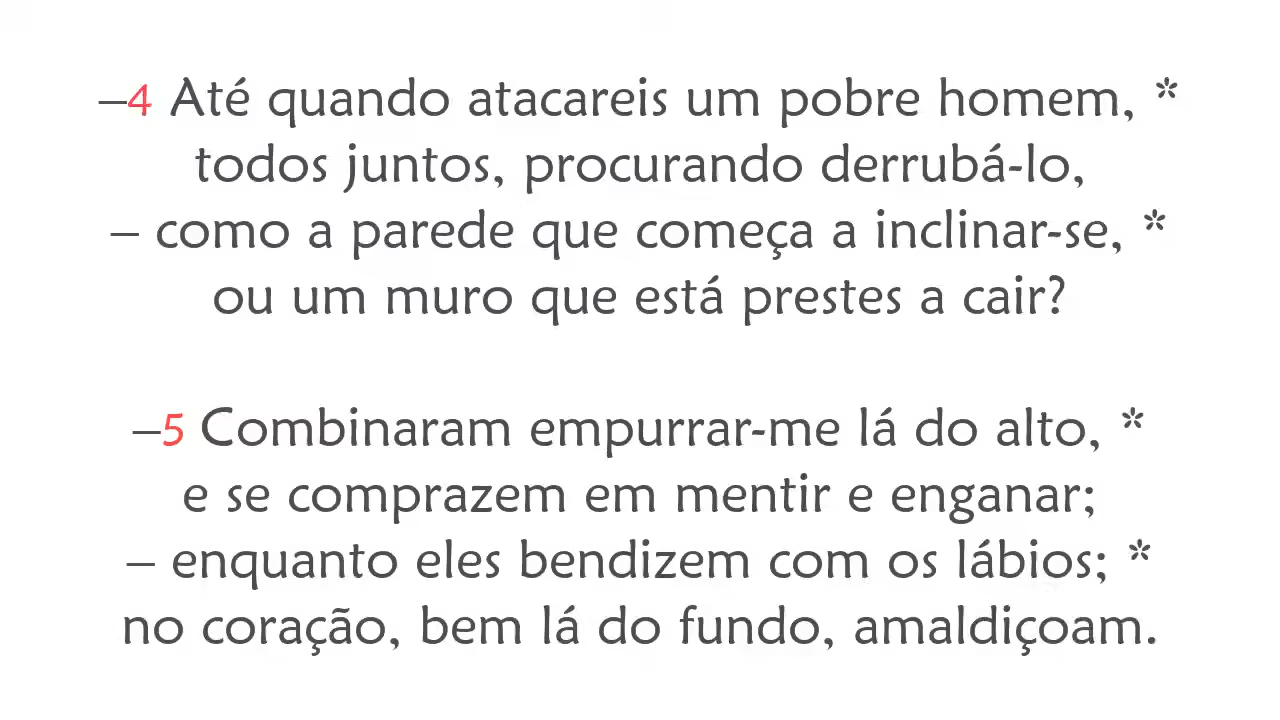 –4 Até quando atacareis um pobre homem, *
todos juntos, procurando derrubá-lo,
– como a parede que começa a inclinar-se, *
ou um muro que está prestes a cair?
–5 Combinaram empurrar-me lá do alto, *
e se comprazem em mentir e enganar;
– enquanto eles bendizem com os lábios; *
no coração, bem lá do fundo, amaldiçoam.